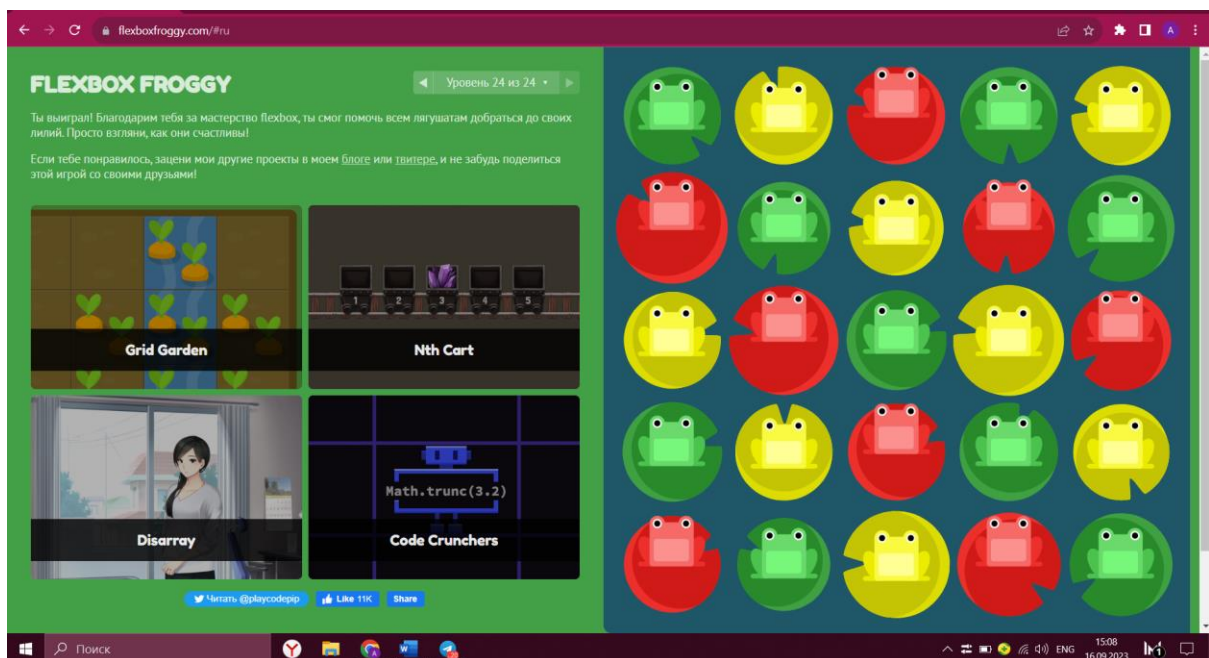 flexboxfroggy.com/#ru
A
FLEXBOX FROGGY
Уровень 24 из 24
Ты выиграл! Благодарим тебя за мастерство flexbox, ты смог помочь всем лягушатам добраться до своих
лилий. Просто взгляни, как они счастливы!
Если тебе понравилось, зацени мои другие проекты в моем блоге или твитере, и не забудь поделиться
этой игрой со своими друзьями!
Grid Garden
1 2 3 4 5
Nth Cart
Disarray
Math.trunc(3.2)
Code Crunchers
Читать @playcodepip
Like 11K
Share
Поиск
ENG
15:08
16.09.2023